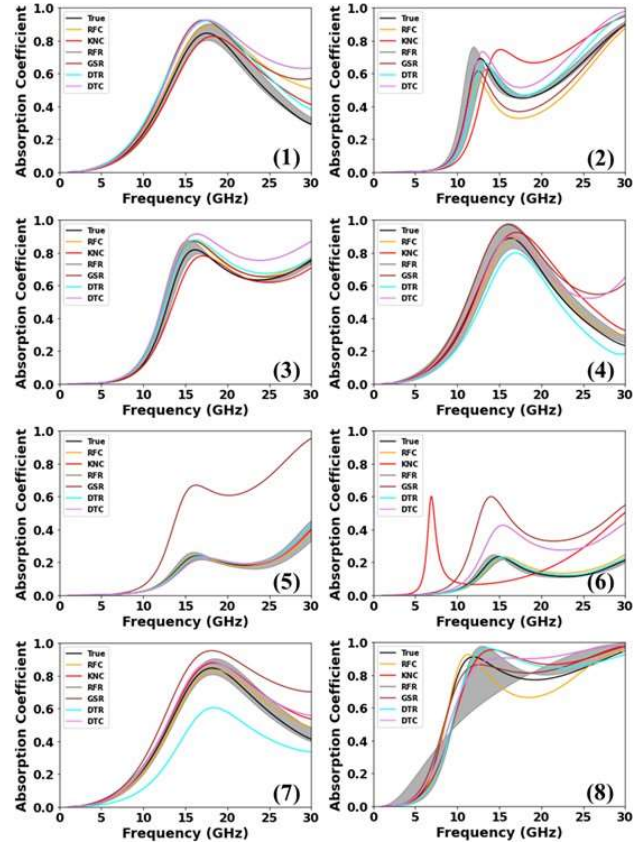 Absorption Coefficient
1.0
0.8
0.6
0.4
0.2
0.0
True
RFC
KNC
RFR
GSR
DTR
DTC
(1)
0 5 10 15 20 25 30
Frequency (GHz)
Absorption Coefficient
1.0
0.8
0.6
0.4
0.2
0.0
True
RFC
KNC
RFR
GSR
DTR
DTC
(2)
0 5 10 15 20 25 30
Frequency (GHz)
Absorption Coefficient
1.0
0.8
0.6
0.4
0.2
0.0
True
RFC
KNC
RFR
GSR
DTR
DTC
(3)
0 5 10 15 20 25 30
Frequency (GHz)
Absorption Coefficient
1.0
0.8
0.6
0.4
0.2
0.0
True
RFC
KNC
RFR
GSR
DTR
DTC
(4)
0 5 10 15 20 25 30
Frequency (GHz)
Absorption Coefficient
1.0
0.8
0.6
0.4
0.2
0.0
True
RFC
KNC
RFR
GSR
DTR
DTC
(5)
0 5 10 15 20 25 30
Frequency (GHz)
Absorption Coefficient
1.0
0.8
0.6
0.4
0.2
0.0
True
RFC
KNC
RFR
GSR
DTR
DTC
(6)
0 5 10 15 20 25 30
Frequency (GHz)
Absorption Coefficient
1.0
0.8
0.6
0.4
0.2
0.0
True
RFC
KNC
RFR
GSR
DTR
DTC
(7)
0 5 10 15 20 25 30
Frequency (GHz)
Absorption Coefficient
1.0
0.8
0.6
0.4
0.2
0.0
True
RFC
KNC
RFR
GSR
DTR
DTC
(8)
0 5 10 15 20 25 30
Frequency (GHz)